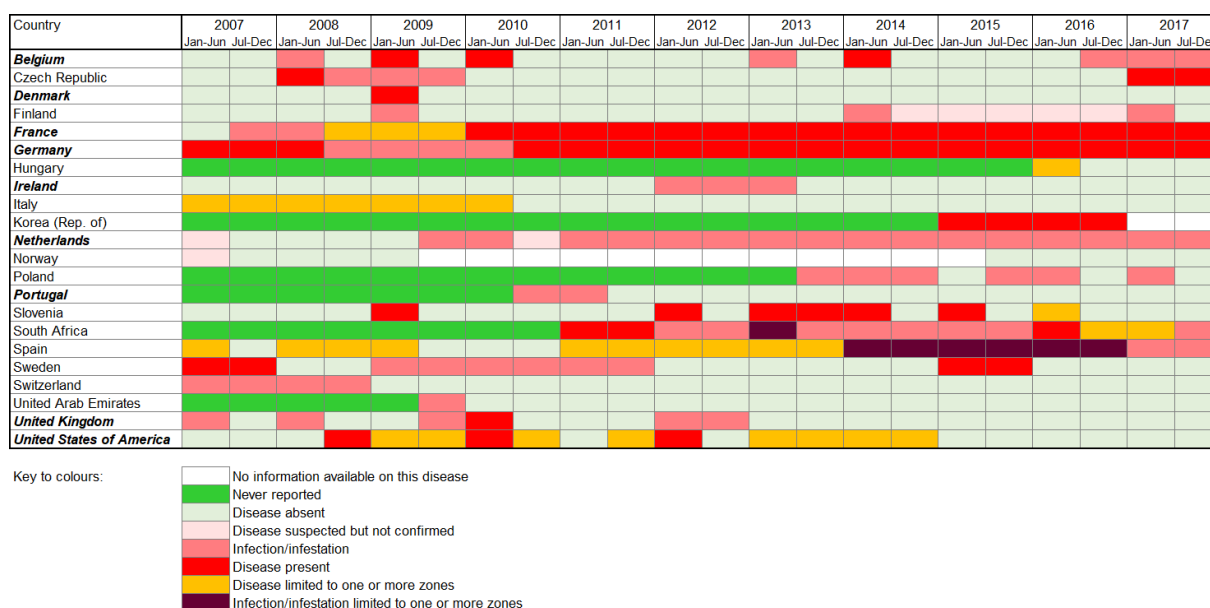 Country 2007 2008 2009 2010 2011 2012 2013 2014 2015 2016 2017
Jan-Jun Jul-Dec Jan-Jun Jul-Dec Jan-Jun Jul-Dec Jan-Jun Jul-Dec Jan-Jun Jul-Dec Jan-Jun Jul-Dec Jan-Jun Jul-Dec Jan-Jun Jul-Dec Jan-Jun Jul-Dec Jan-Jun Jul-Dec Jan-Jun Jul-De
Belgium
Czech Republic
Denmark
Finland
France
Germany
Hungary
Ireland
Italy
Korea (Rep. of)
Netherlands
Norway
Poland
Portugal
Slovenia
South Africa
Spain
Sweden
Switzerland
United Arab Emirates
United Kingdom
United States of America
Key to colours: No information available on this disease
Never reported
Disease absent
Disease suspected but not confirmed
Infection/infestation
Disease present
Disease limited to one or more zones
Infection/infestation limited to one or more zones